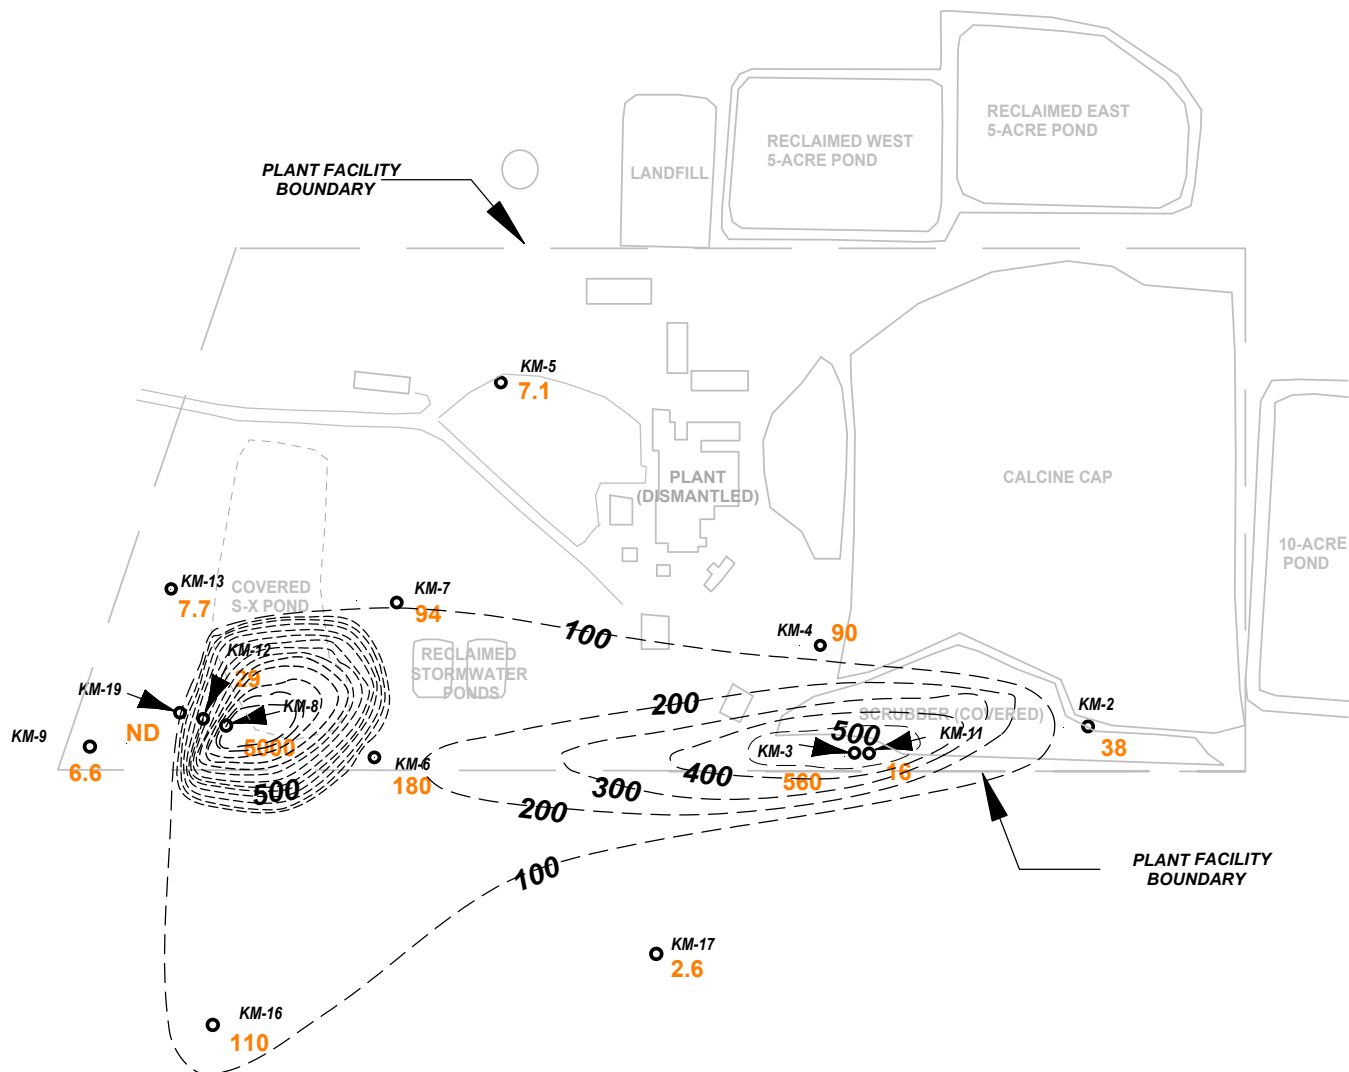 RECLAIMED EAST
5-ACRE POND
RECLAIMED WEST
5-ACRE POND
PLANT FACILITY
BOUNDARY
LANDFILL
KM-5
7.1
PLANT
(DISMANTLED)
CALCINE CAP
10-ACRE
POND
KM-13
7.7
COVERED
S-X POND
KM-7
94
100
KM-4
90
KM-12
29
RECLAIMED
STORMWATER
PONDS
KM-19
ND
KM-8
5000
200
SCRUBBER (COVERED)
KM-2
38
KM-9
6.6
500
KM-11
16
KM-3
560
KM-6
180
400
300
500
200
PLANT FACILITY
BOUNDARY
100
KM-17
2.6
KM-16
110